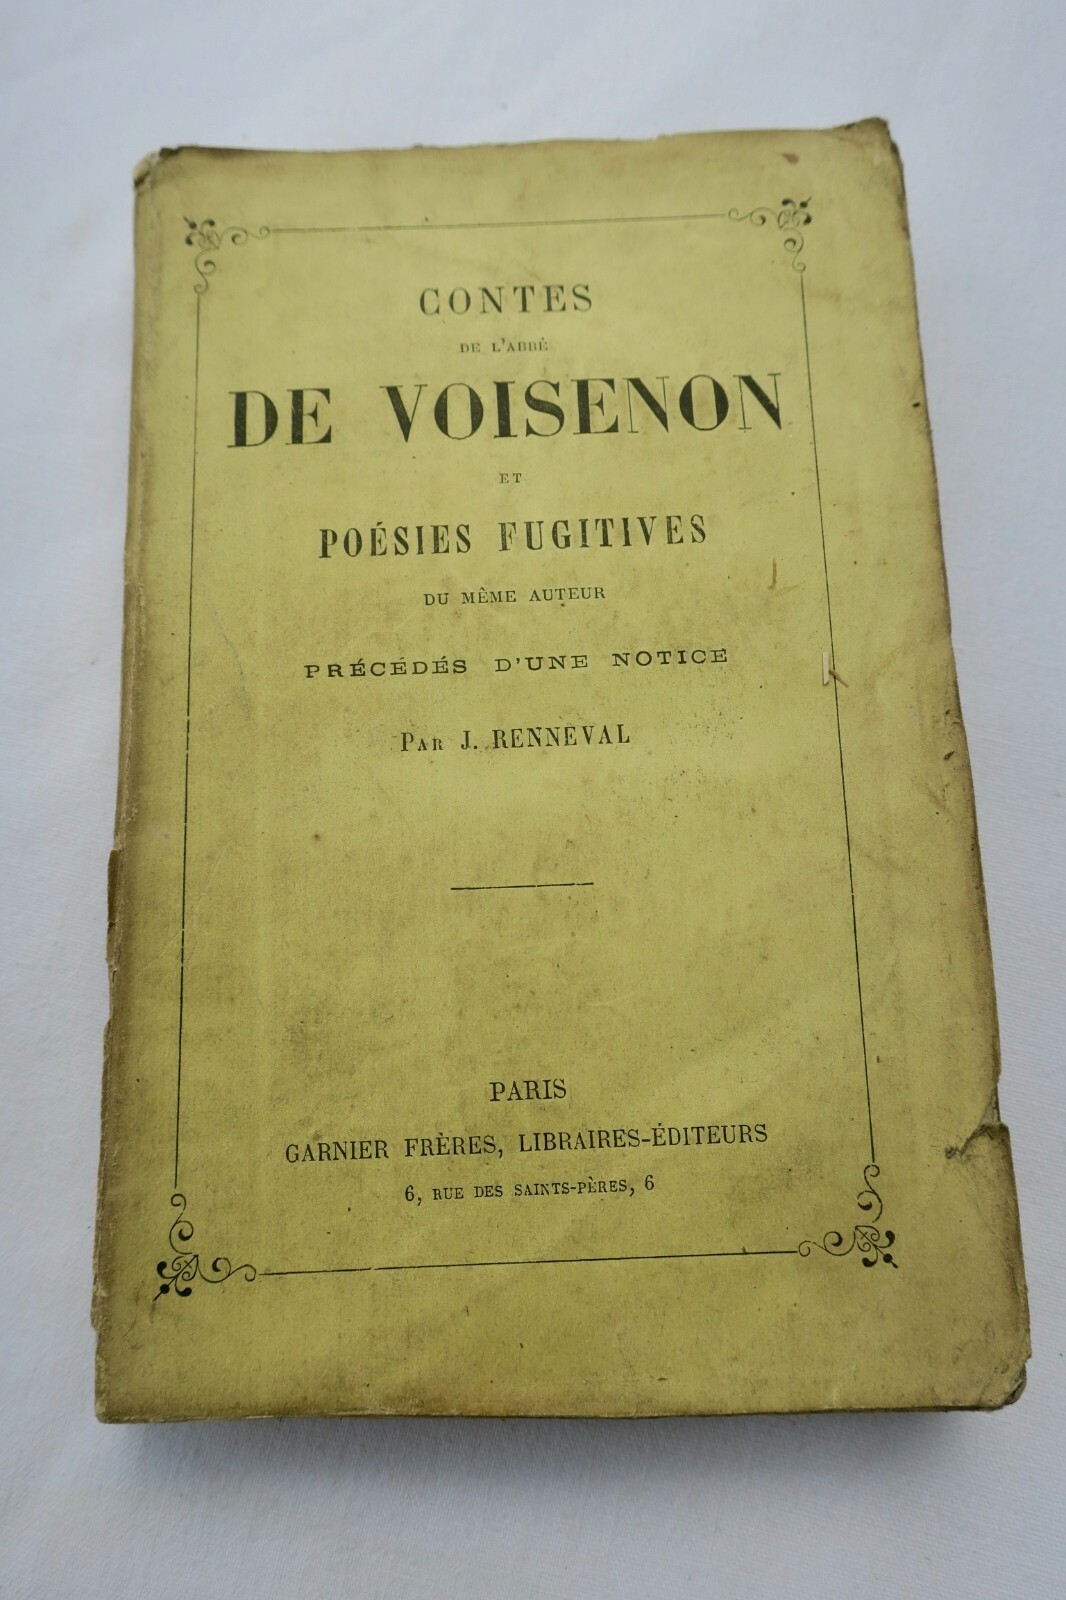 CONTES
DE L'ABBÉ
DE VOISENON
ET
POÉSIES FUGITIVES
DU MÊME AUTEUR
PRÉCÉDÉS D'UNE NOTICE
PAR J. RENNEVAL
PARIS
GARNIER FRÈRES, LIBRAIRES-ÉDITEURS
6, RUE DES SAINTS-PÈRES, 6